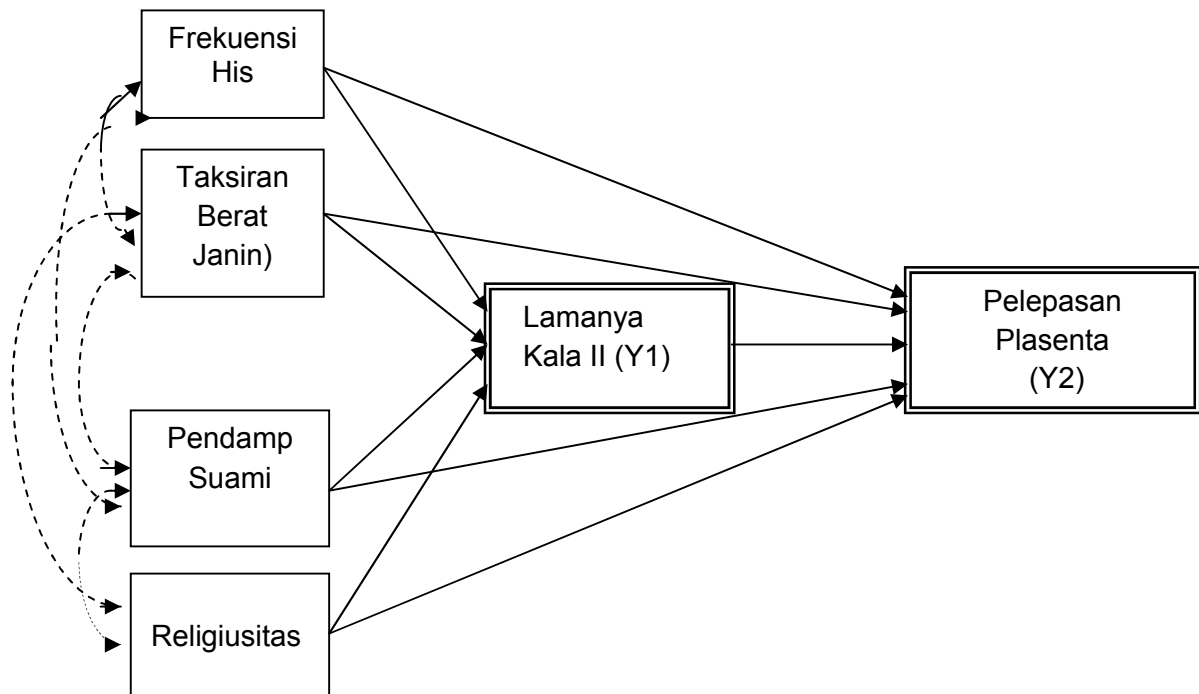 Frekuensi
His
Taksiran
Berat
Janin)
Lamanya
Kala II (Y1)
Pelepasan
Plasenta
(Y2)
Pendamp
Suami
Religiusitas